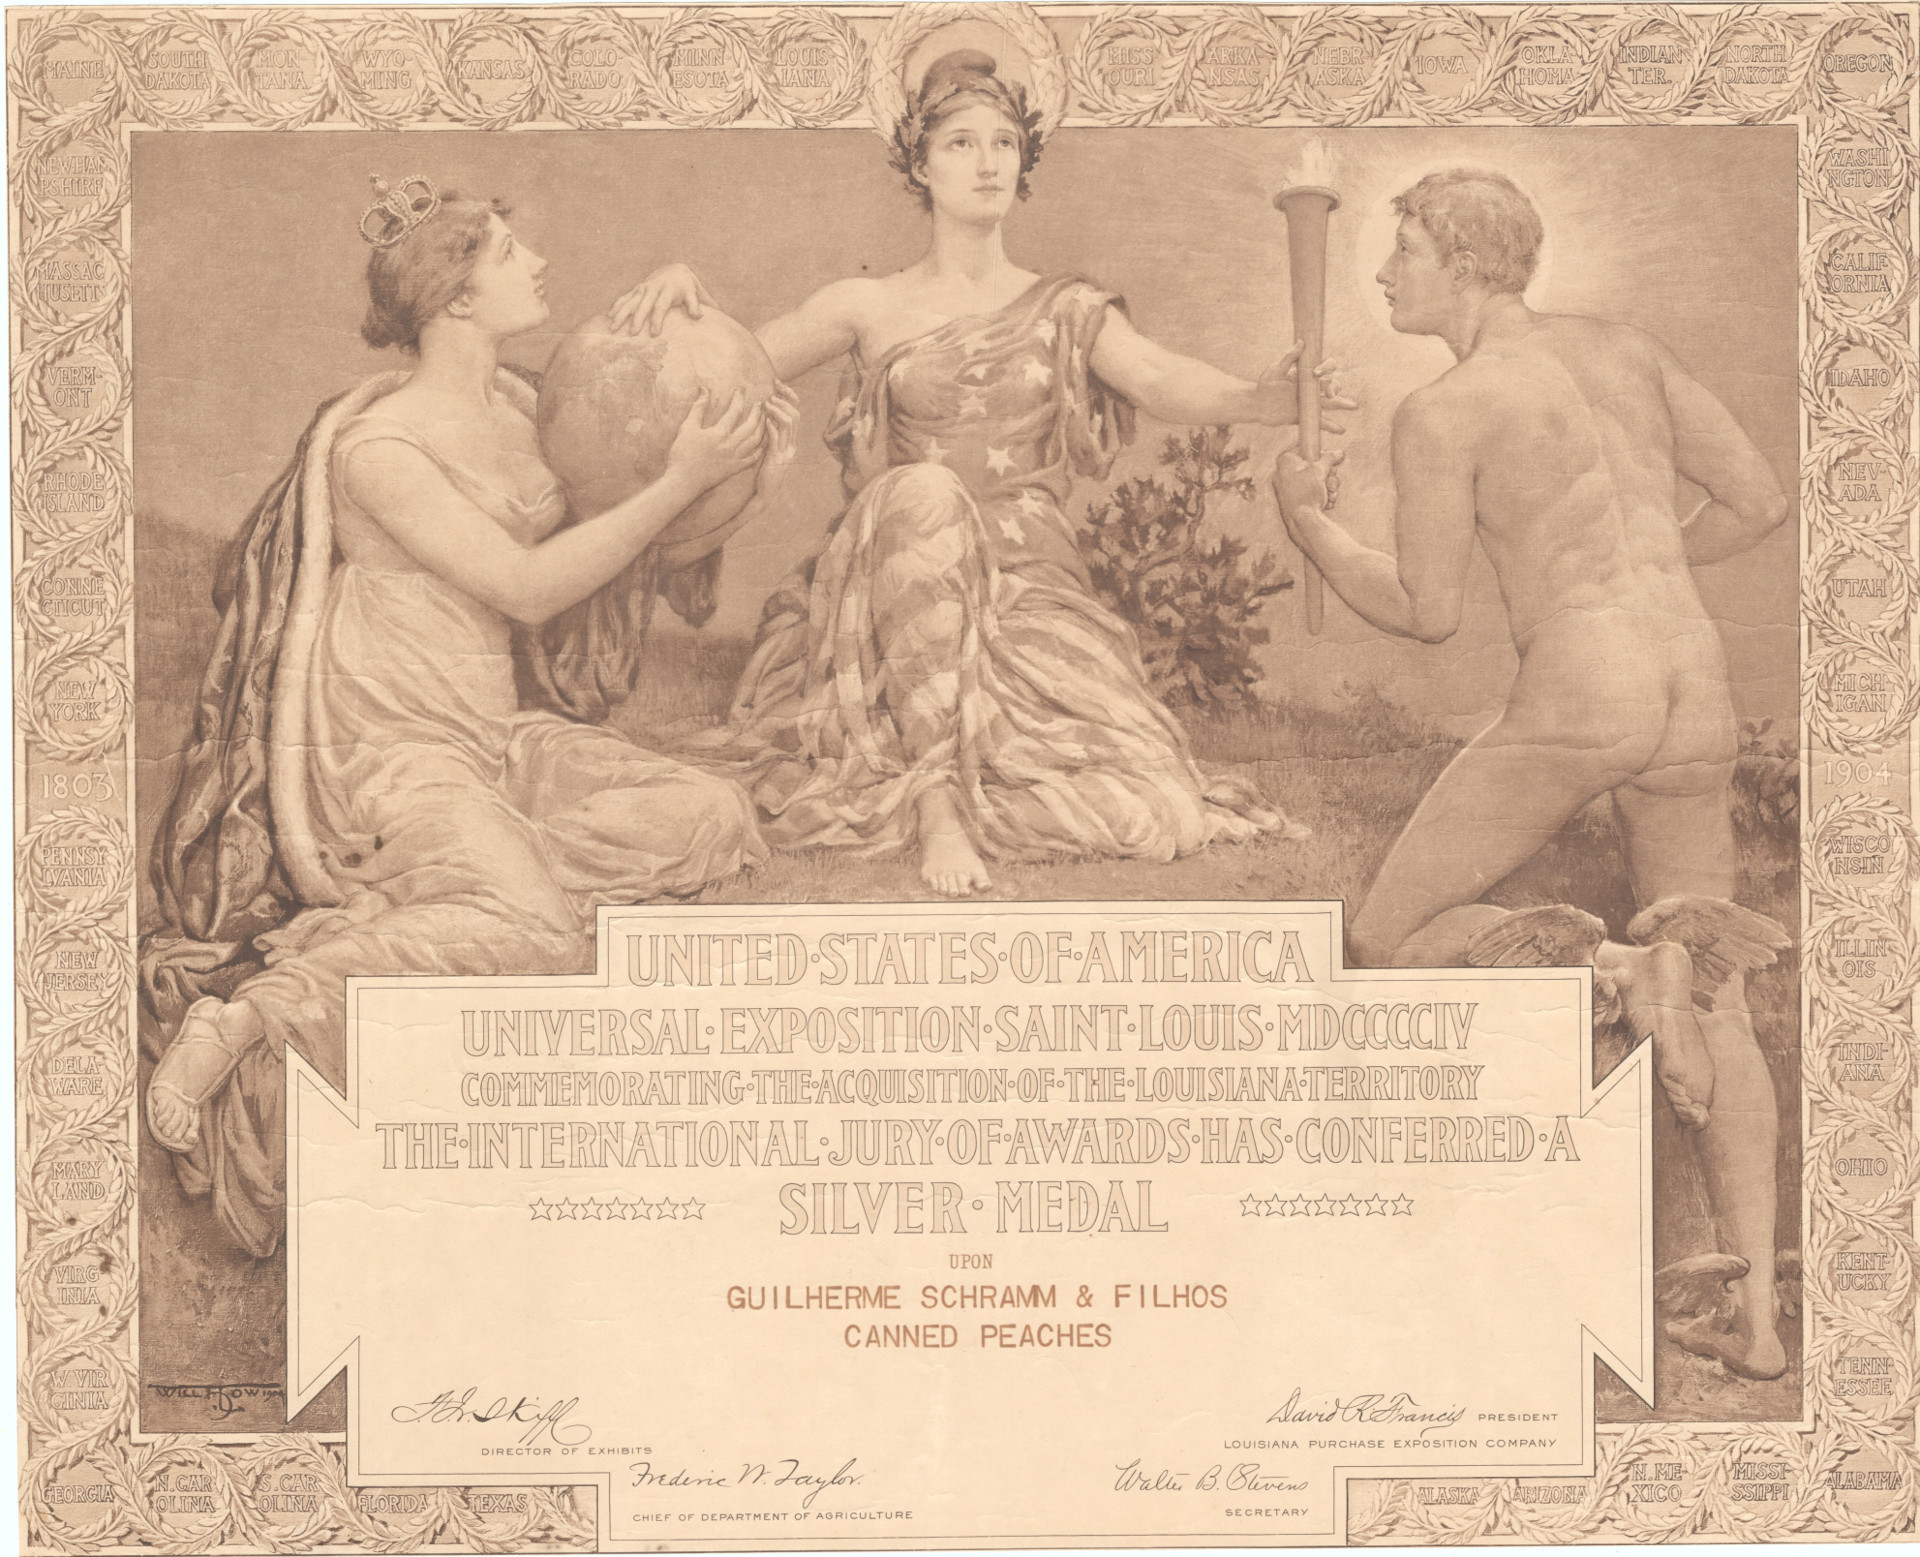 MAINE
SOUTH
DAKOTA
MON
TANA
WYO-
MING
KANSAS
COLO
RADO
MINN
ESOTA
LOUIS
IANA
MISS
OURI
ARKA
NSAS
NEBR
ASKA
IOWA
OKLA
HOMA
INDIAN
TER.
NORTH
DAKOTA
OREGON
NEWHAM
PSHIRE
MASSAC
HUSETTS
VERM-
ONT
RHODE
ISLAND
CONNE
CTICUT
NEW
YORK
1803
PENNSY
LVANIA
NEW
JERSEY
DELA-
WARE
MARY
LAND
VIRG
INIA
W VIR
GINIA
GEORGIA
N.CAR
OLINA
S.CAR
OLINA
FLORIDA
TEXAS
WASHI
NGTON
CALIF
ORNIA
IDAHO
NEV-
ADA
UTAH
MICH
IGAN
1904
WISCO
NSIN
ILLIN
OIS
INDI-
ANA
OHIO
KENT-
UCKY
TENN
ESSEE
ALASKA
ARIZONA
N.ME-
XICO
MISSI-
SSIPPI
ALABAMA
UNITED·STATES·OF·AMERICA
UNIVERSAL·EXPOSITION·SAINT·LOUIS·MDCCCCIV
COMMEMORATING·THE·ACQUISITION·OF·THE·LOUISIANA·TERRITORY
THE·INTERNATIONAL·JURY·OF·AWARDS·HAS·CONFERRED·A
SILVER·MEDAL
UPON
GUILHERME SCHRAMM & FILHOS
CANNED PEACHES
WILL H. LOW 1904
F.J.V. Skiff
DIRECTOR OF EXHIBITS
David R. Francis PRESIDENT
LOUISIANA PURCHASE EXPOSITION COMPANY
Frederic W. Taylor.
CHIEF OF DEPARTMENT OF AGRICULTURE
Walter B. Stevens
SECRETARY